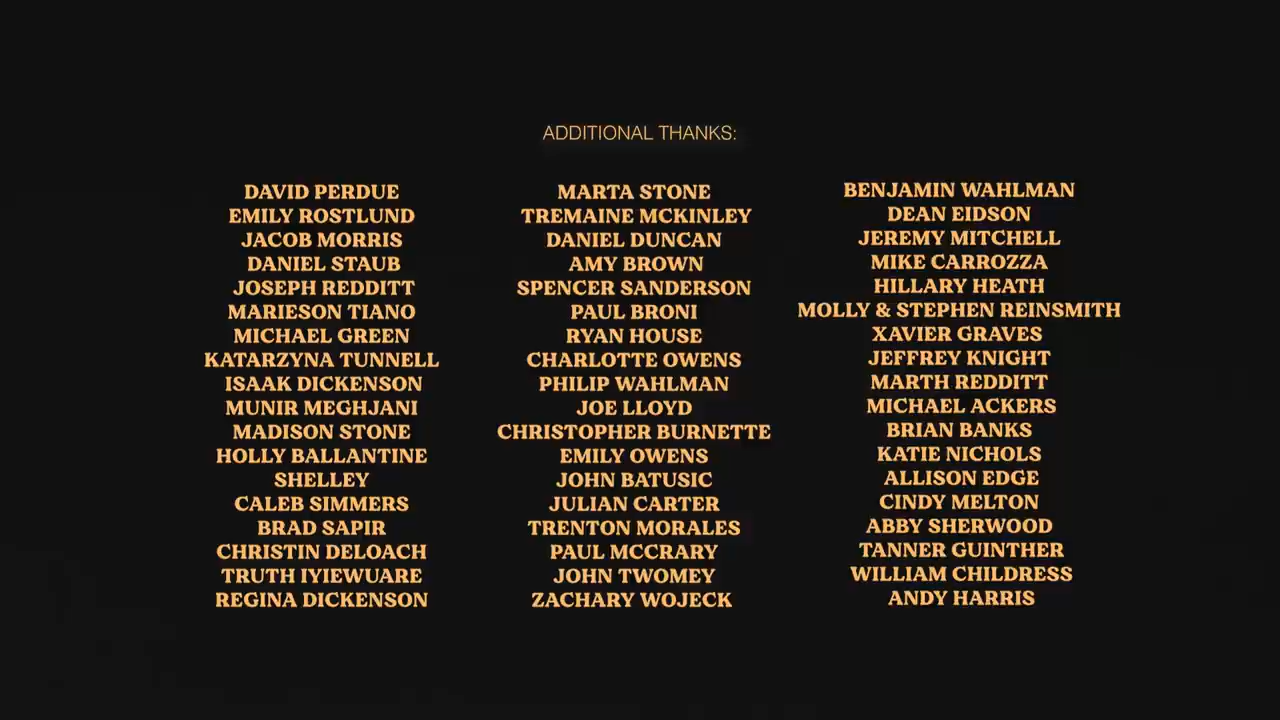 ADDITIONAL THANKS:
DAVID PERDUE
EMILY ROSTLUND
JACOB MORRIS
DANIEL STAUB
JOSEPH REDDITT
MARIESON TIANO
MICHAEL GREEN
KATARZYNA TUNNELL
ISAAK DICKENSON
MUNIR MEGHJANI
MADISON STONE
HOLLY BALLANTINE
SHELLEY
CALEB SIMMERS
BRAD SAPIR
CHRISTIN DELOACH
TRUTH IYIEWUARE
REGINA DICKENSON
MARTA STONE
TREMAINE MCKINLEY
DANIEL DUNCAN
AMY BROWN
SPENCER SANDERSON
PAUL BRONI
RYAN HOUSE
CHARLOTTE OWENS
PHILIP WAHLMAN
JOE LLOYD
CHRISTOPHER BURNETTE
EMILY OWENS
JOHN BATUSIC
JULIAN CARTER
TRENTON MORALES
PAUL MCCRARY
JOHN TWOMEY
ZACHARY WOJECK
BENJAMIN WAHLMAN
DEAN EIDSON
JEREMY MITCHELL
MIKE CARROZZA
HILLARY HEATH
MOLLY & STEPHEN REINSMITH
XAVIER GRAVES
JEFFREY KNIGHT
MARTH REDDITT
MICHAEL ACKERS
BRIAN BANKS
KATIE NICHOLS
ALLISON EDGE
CINDY MELTON
ABBY SHERWOOD
TANNER GUINTHER
WILLIAM CHILDRESS
ANDY HARRIS